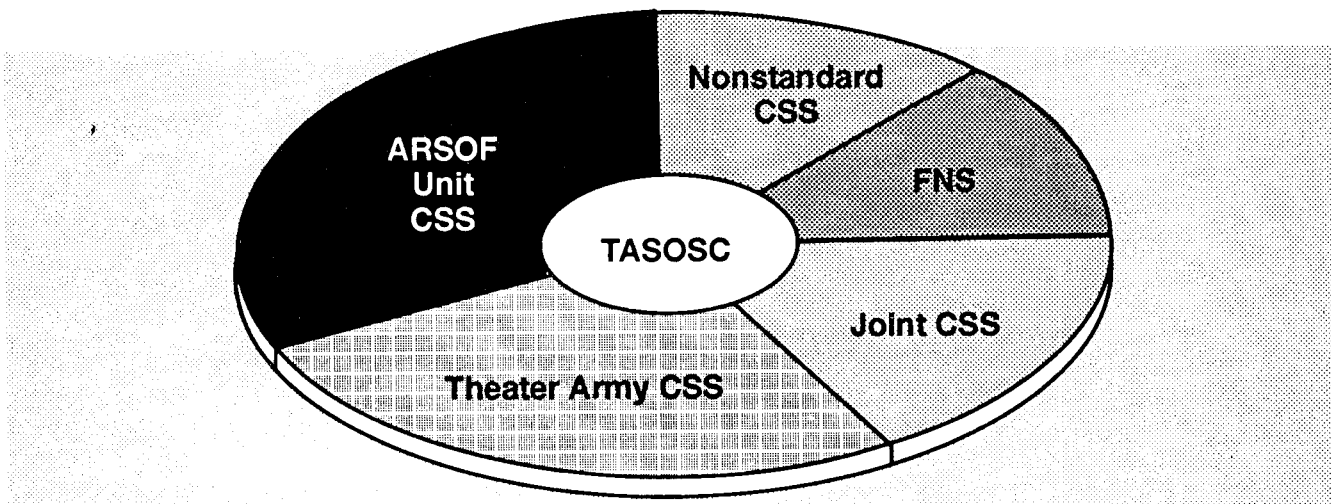 Nonstandard
CSS
ARSOF
Unit
CSS
FNS
TASOSC
Joint CSS
Theater Army CSS